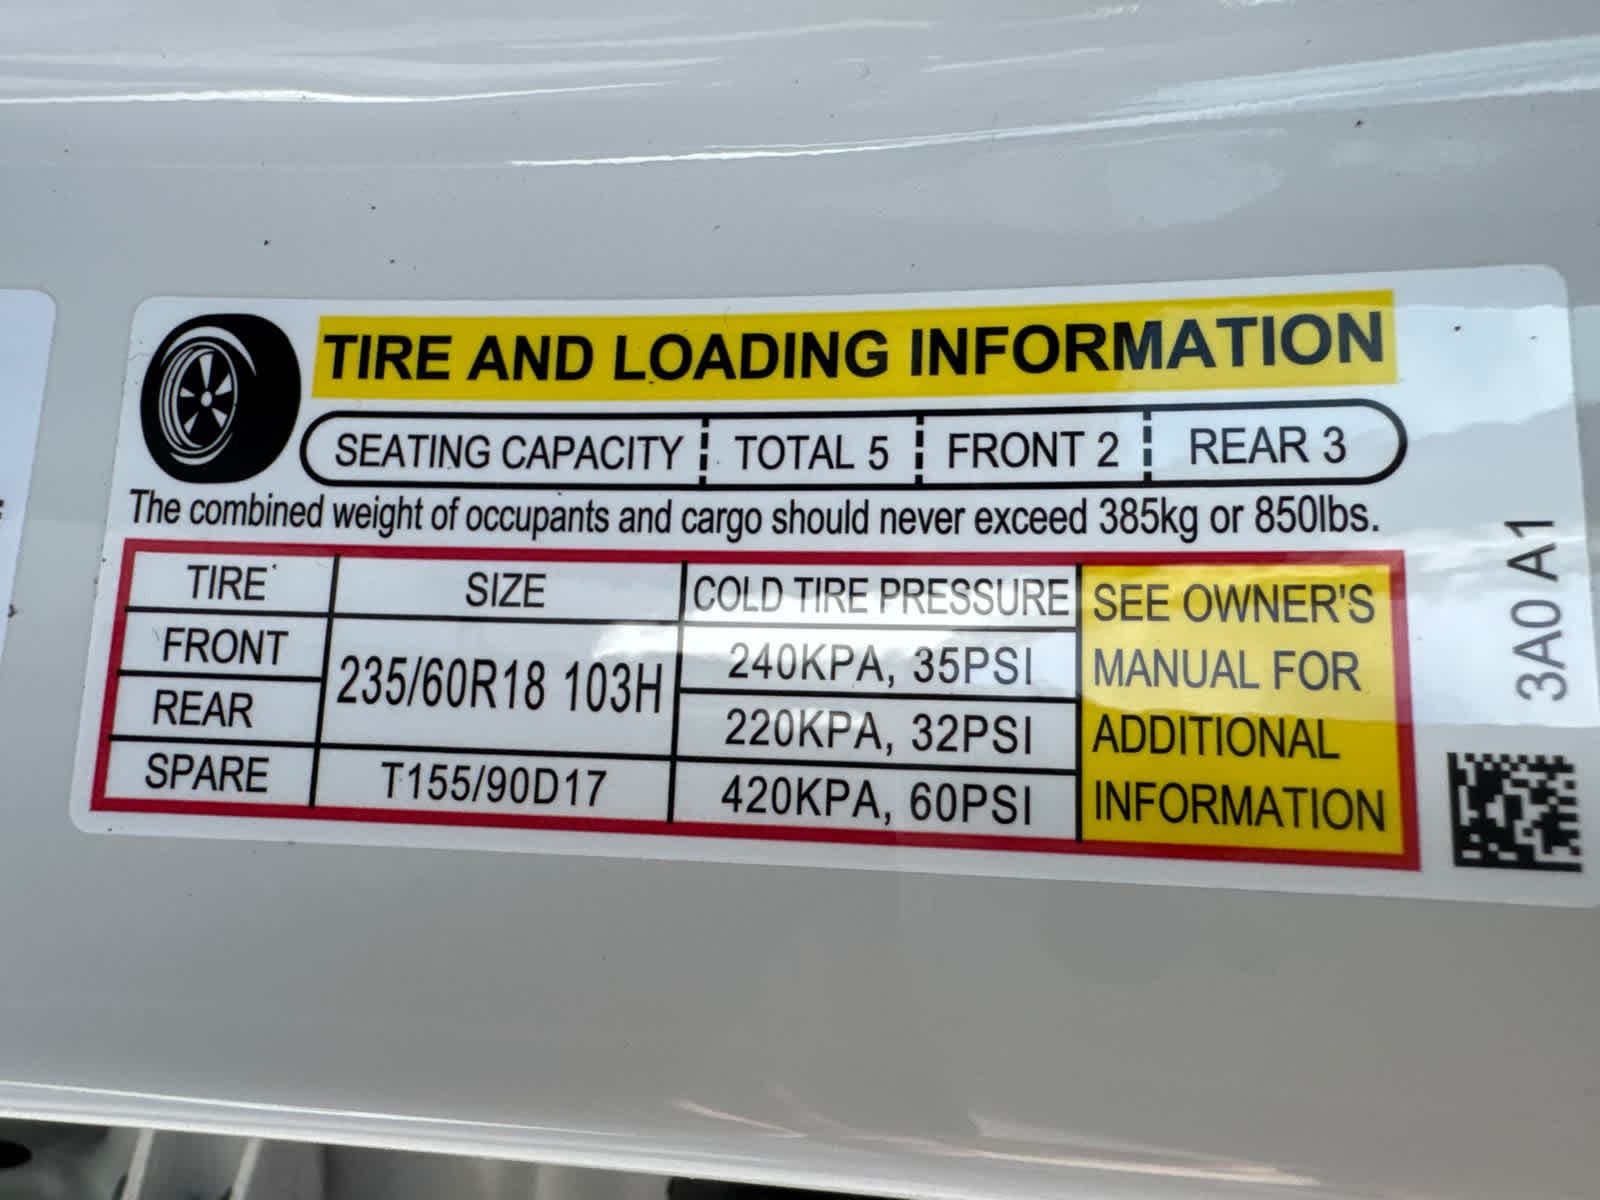 TIRE AND LOADING INFORMATION
SEATING CAPACITY TOTAL 5 FRONT 2 REAR 3
The combined weight of occupants and cargo should never exceed 385kg or 850lbs.
TIRE SIZE COLD TIRE PRESSURE
FRONT 235/60R18 103H 240KPA, 35PSI
REAR 220KPA, 32PSI
SPARE T155/90D17 420KPA, 60PSI
SEE OWNER'S
MANUAL FOR
ADDITIONAL
INFORMATION
3A0 A1